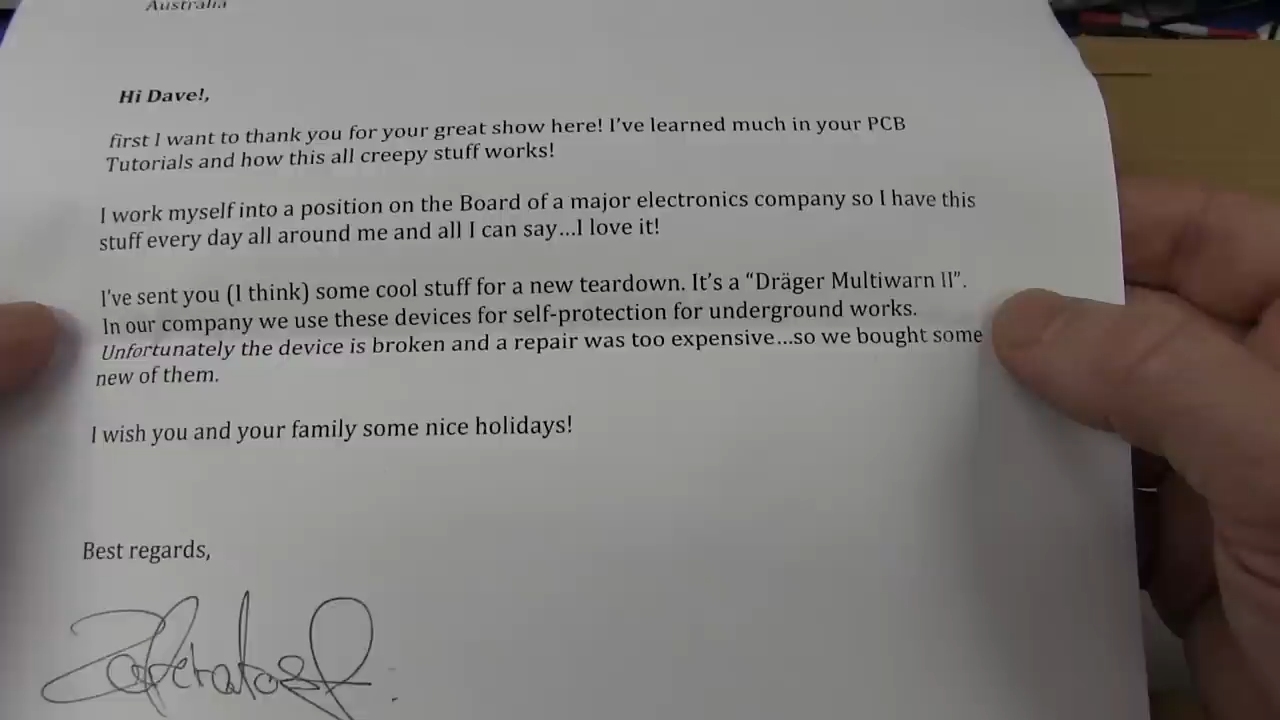 Australia
Hi Dave!,
first I want to thank you for your great show here! I've learned much in your PCB
Tutorials and how this all creepy stuff works!
I work myself into a position on the Board of a major electronics company so I have this
stuff every day all around me and all I can say...I love it!
I've sent you (I think) some cool stuff for a new teardown. It's a “Dräger Multiwarn II”.
In our company we use these devices for self-protection for underground works.
Unfortunately the device is broken and a repair was too expensive...so we bought some
new of them.
I wish you and your family some nice holidays!
Best regards,